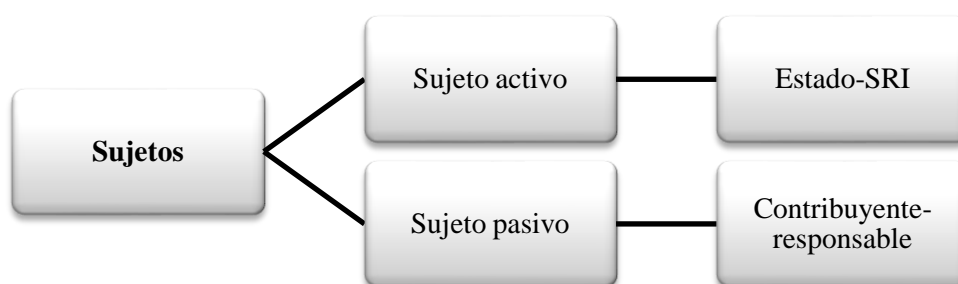 Sujetos
Sujeto activo
Estado-SRI
Sujeto pasivo
Contribuyente-
responsable